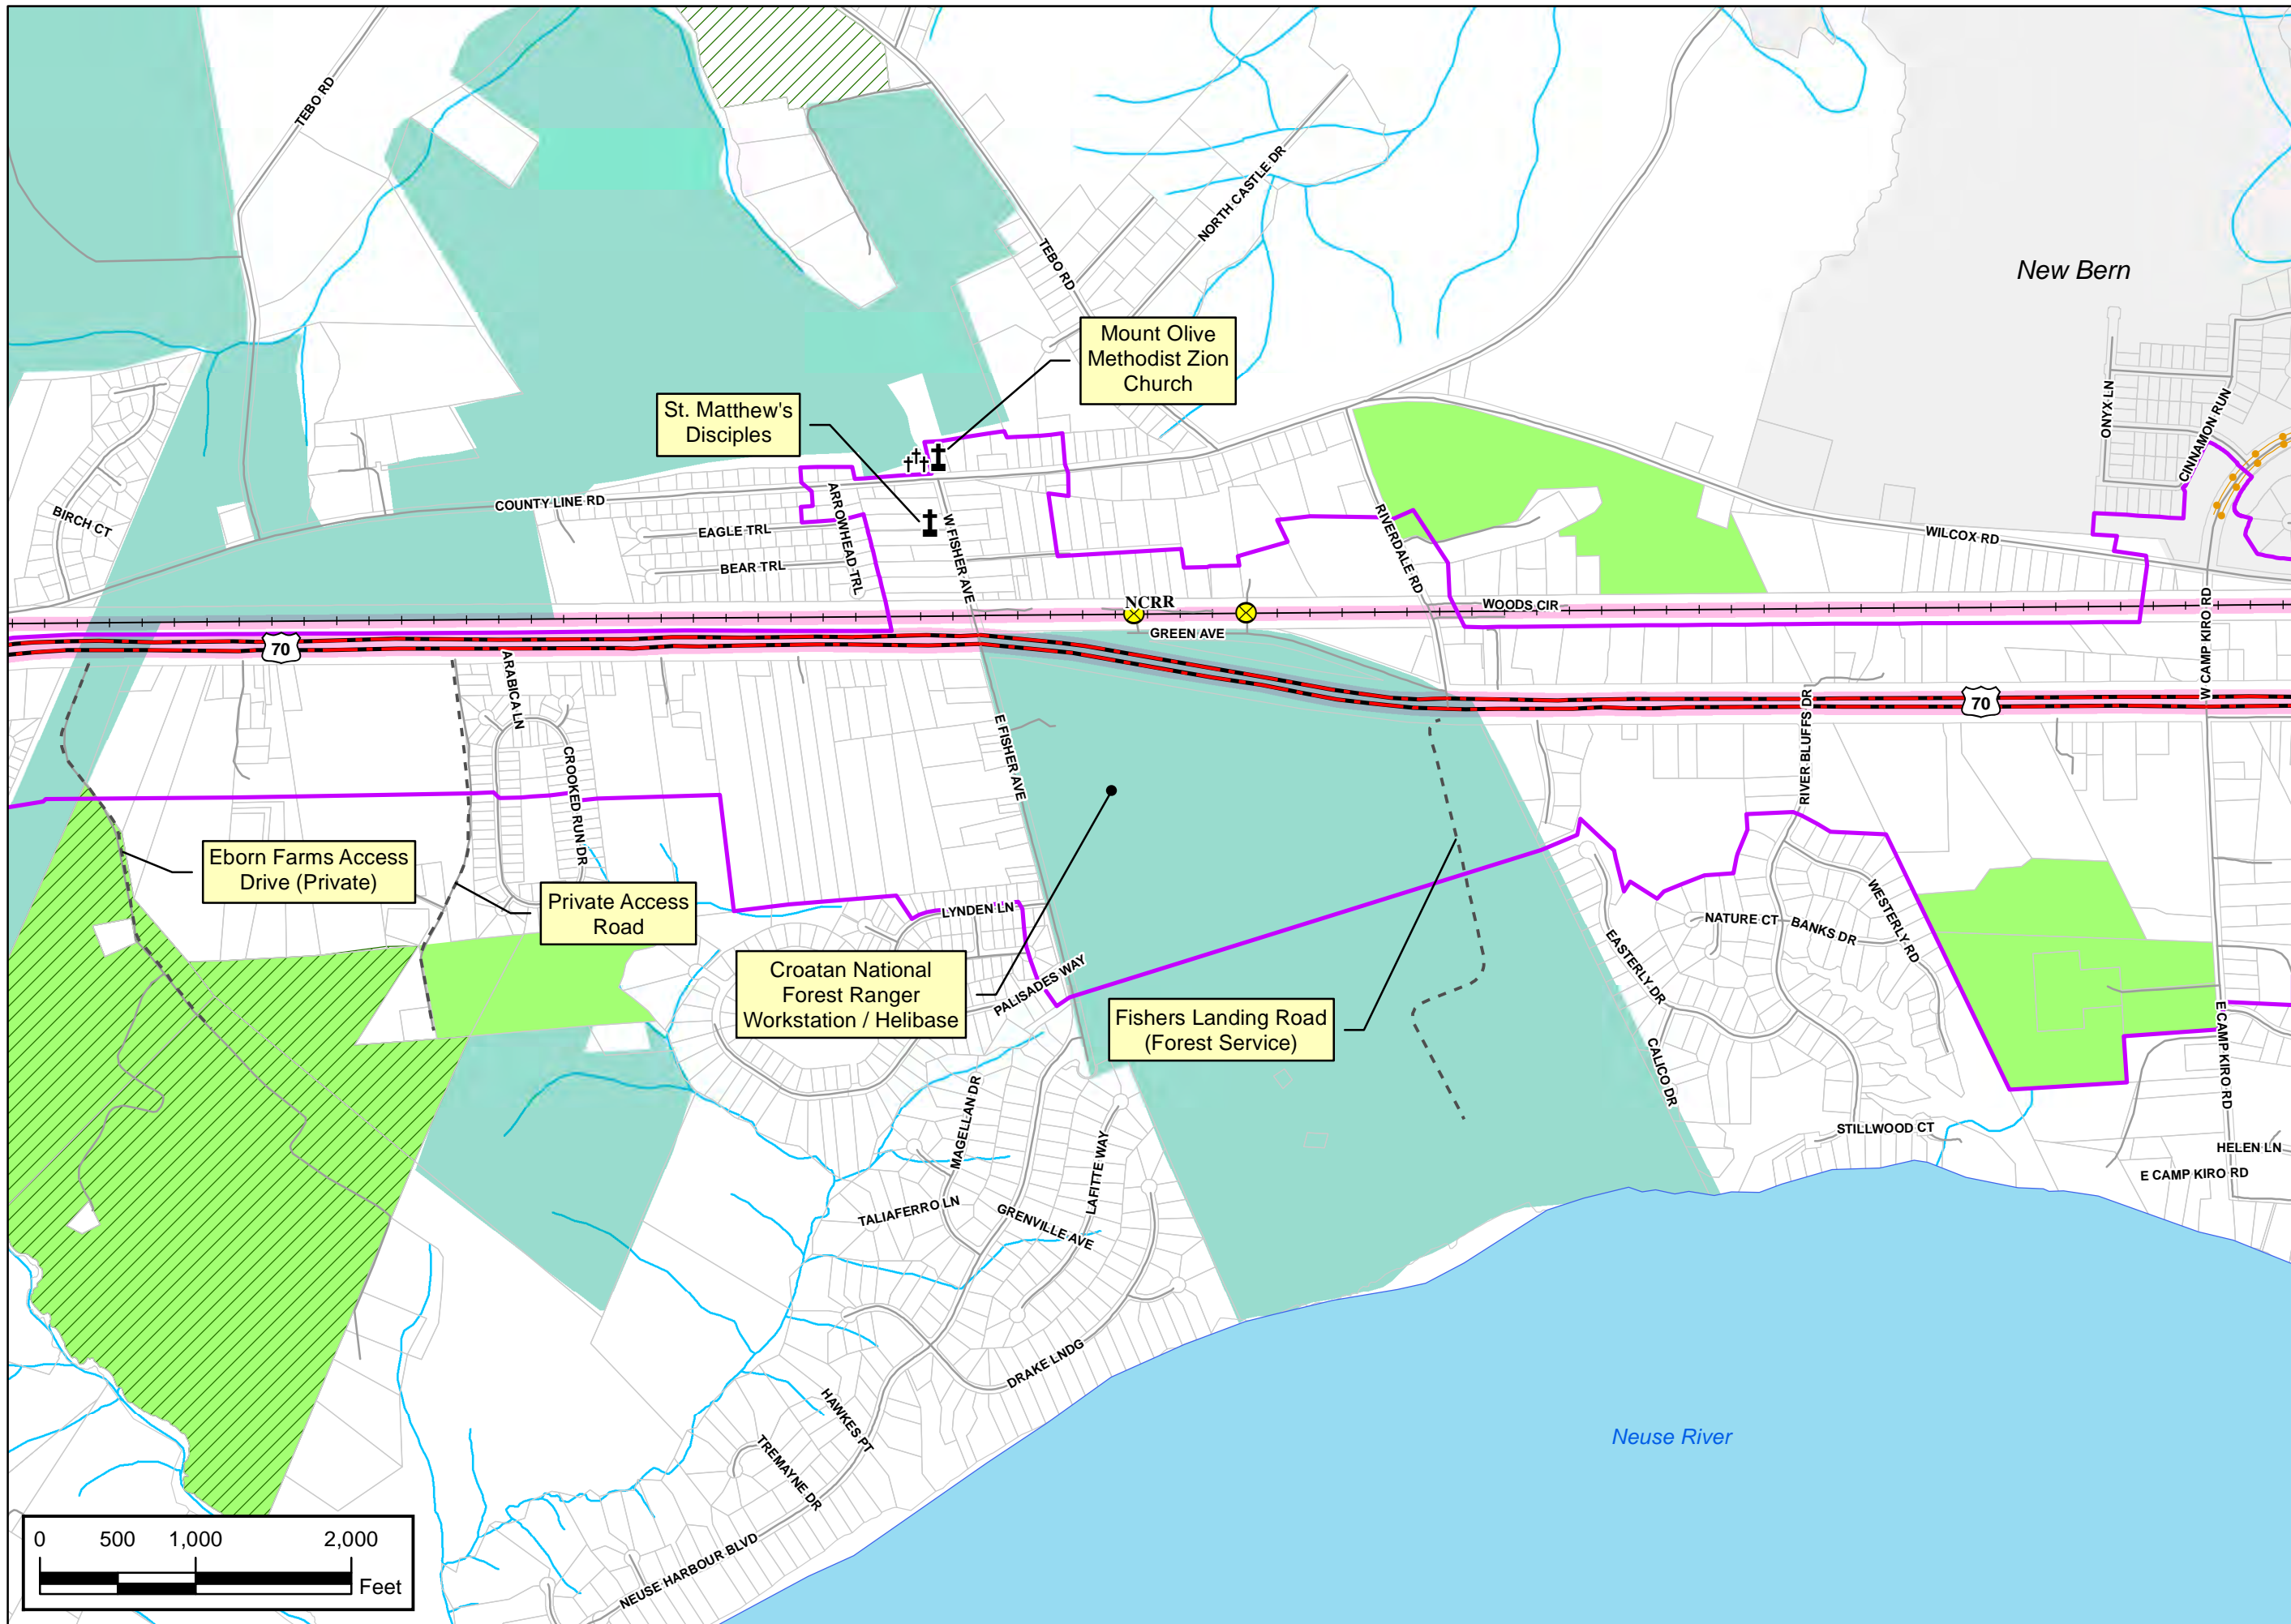 TEBO RD
NORTH CASTLE DR
TEBO RD
New Bern
Mount Olive
Methodist Zion
Church
St. Matthew's
Disciples
ONYX LN
CINNAMON RUN
BIRCH CT
COUNTY LINE RD
ARROWHEAD TRL
EAGLE TRL
BEAR TRL
W FISHER AVE
RIVERDALE RD
WILCOX RD
NCRR
WOODS CIR
GREEN AVE
W CAMP KIRO RD
70
70
ARABICA LN
CROOKED RUN DR
E FISHER AVE
RIVER BLUFFS DR
Eborn Farms Access
Drive (Private)
Private Access
Road
LYNDEN LN
PALISADES WAY
Croatan National
Forest Ranger
Workstation / Helibase
Fishers Landing Road
(Forest Service)
NATURE CT
BANKS DR
WESTERLY RD
EASTERLY DR
CALICO DR
STILLWOOD CT
E CAMP KIRO RD
HELEN LN
E CAMP KIRO RD
MAGELLAN DR
LAFITTE WAY
TALIAFERRO LN
GRENVILLE AVE
DRAKE LNDG
HAWKES PT
TREMAYNE DR
NEUSE HARBOUR BLVD
Neuse River
0 500 1,000 2,000
Feet